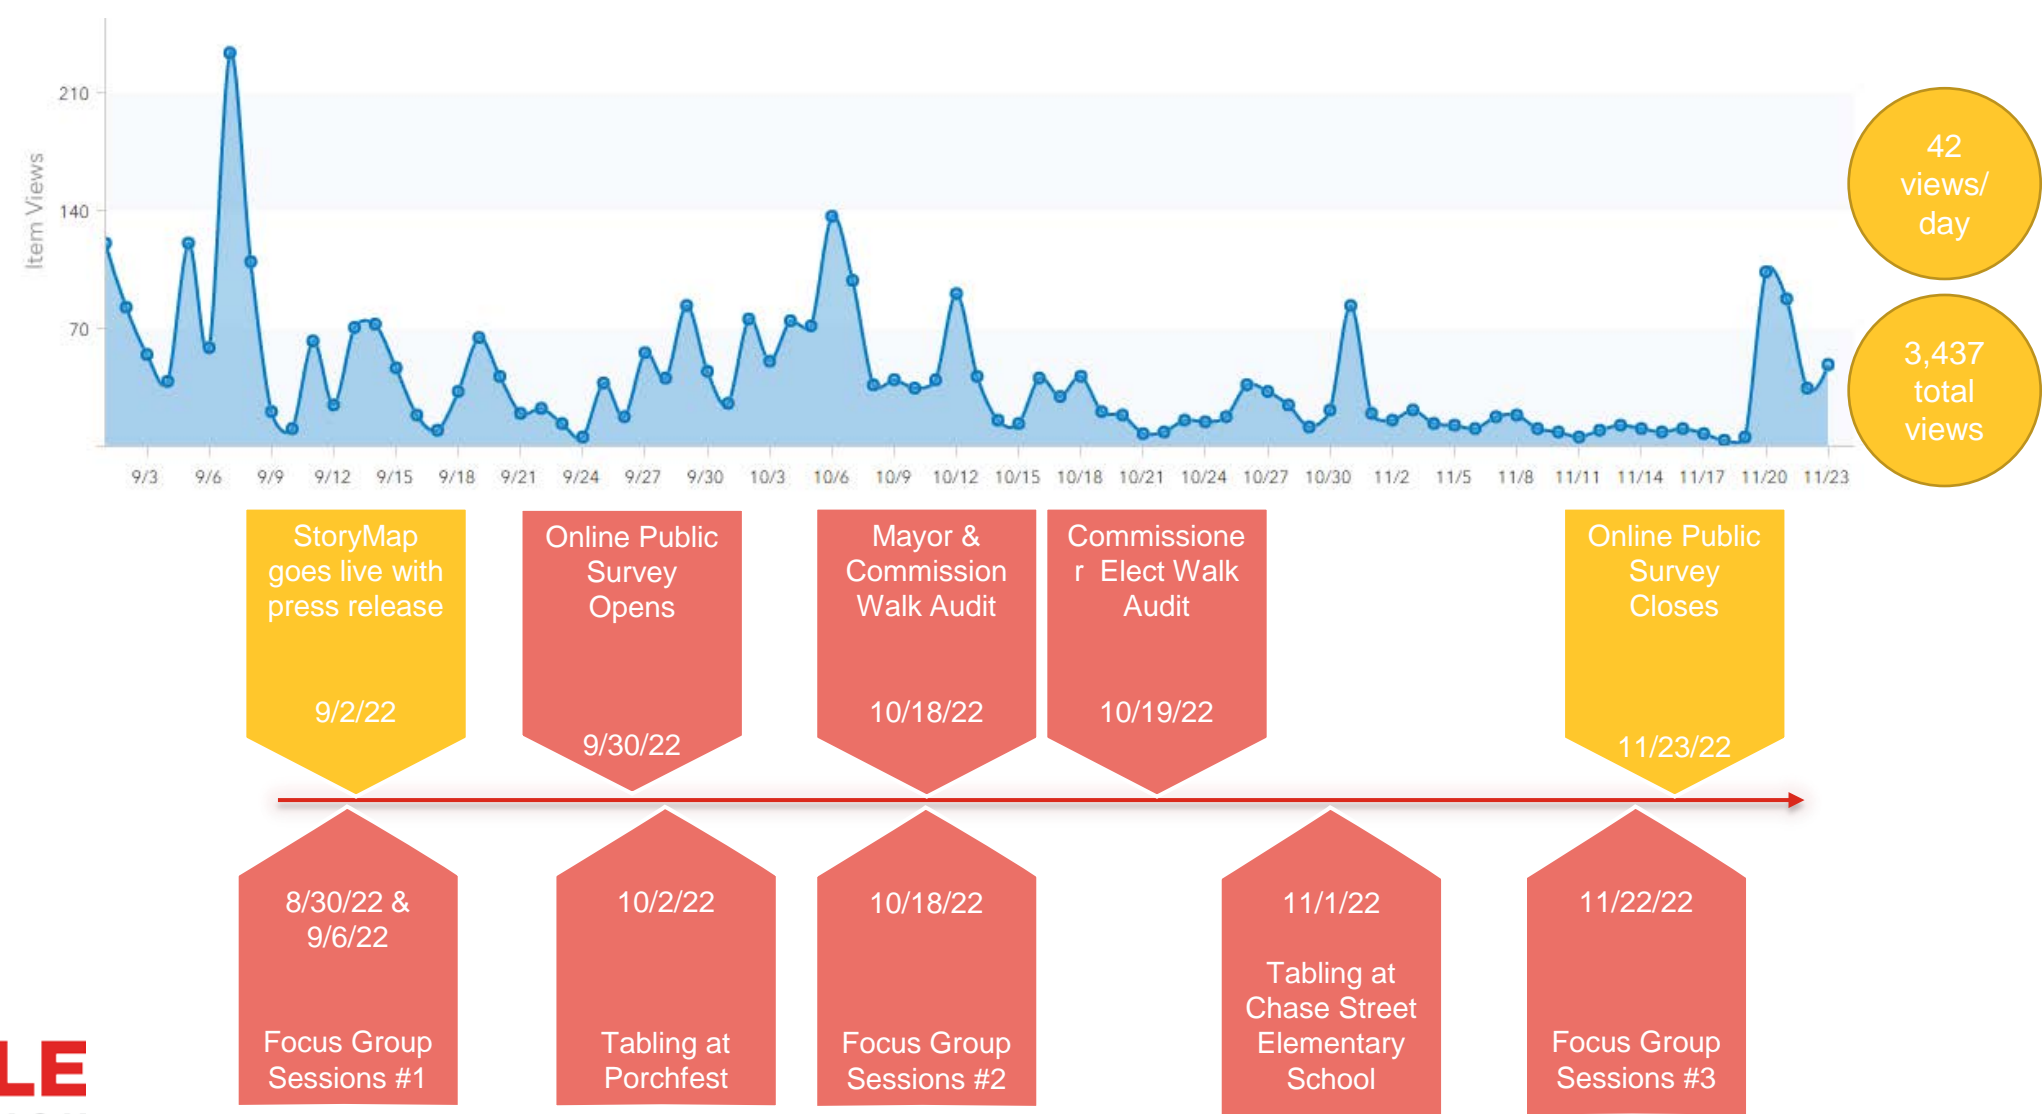 210
140
70
Item Views
9/3 9/6 9/9 9/12 9/15 9/18 9/21 9/24 9/27 9/30 10/3 10/6 10/9 10/12 10/15 10/18 10/21 10/24 10/27 10/30 11/2 11/5 11/8 11/11 11/14 11/17 11/20 11/23
42
views/
day
3,437
total
views
StoryMap
goes live with
press release
9/2/22
Online Public
Survey
Opens
9/30/22
Mayor &
Commission
Walk Audit
10/18/22
Commissione
r Elect Walk
Audit
10/19/22
Online Public
Survey
Closes
11/23/22
8/30/22 &
9/6/22
Focus Group
Sessions #1
10/2/22
Tabling at
Porchfest
10/18/22
Focus Group
Sessions #2
11/1/22
Tabling at
Chase Street
Elementary
School
11/22/22
Focus Group
Sessions #3
LE